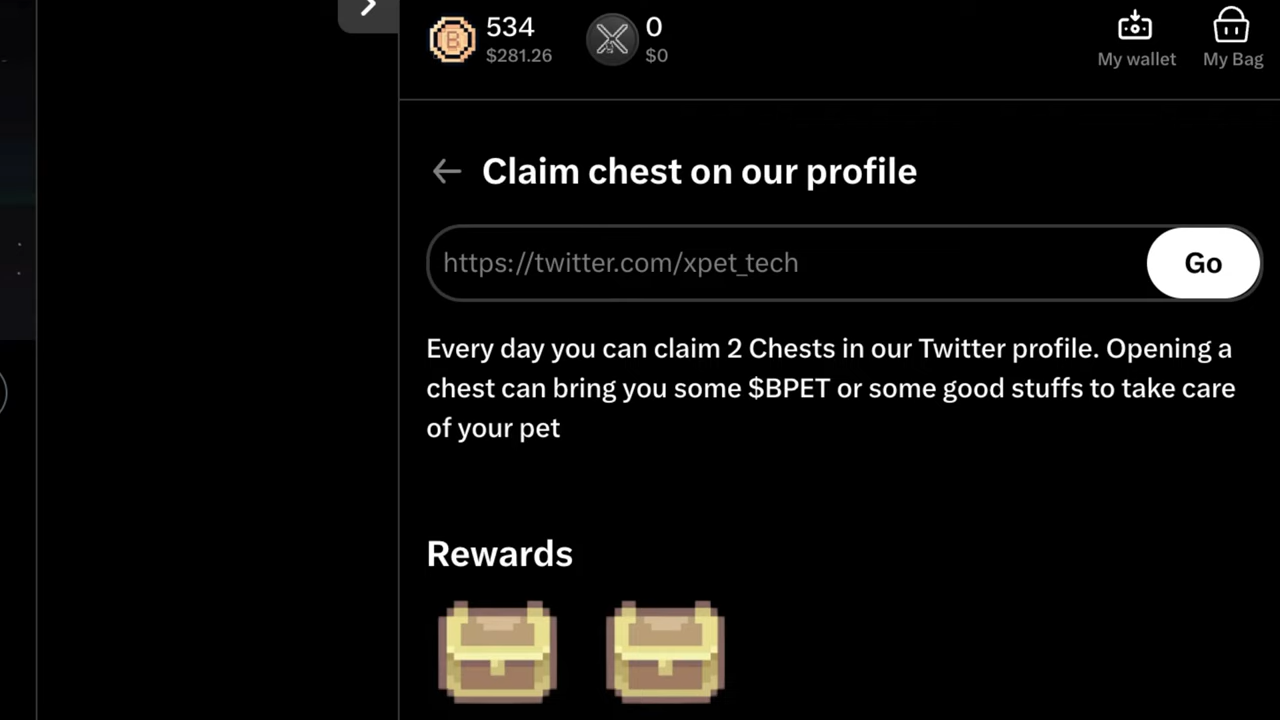 534
$281.26
0
$0
My wallet
My Bag
Claim chest on our profile
https://twitter.com/xpet_tech
Go
Every day you can claim 2 Chests in our Twitter profile. Opening a
chest can bring you some $BPET or some good stuffs to take care
of your pet
Rewards